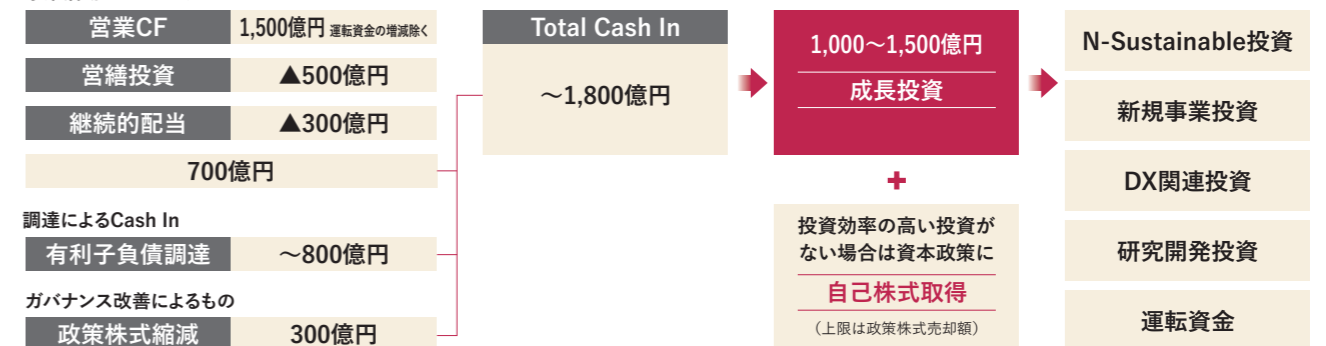 営業CF
1,500億円 運転資金の増減除く
営繕投資
▲500億円
継続的配当
▲300億円
700億円
調達によるCash In
有利子負債調達
～800億円
ガバナンス改善によるもの
政策株式縮減
300億円
Total Cash In
～1,800億円
1,000～1,500億円
成長投資
+
投資効率の高い投資が
ない場合は資本政策に
自己株式取得
（上限は政策株式売却額）
N-Sustainable投資
新規事業投資
DX関連投資
研究開発投資
運転資金